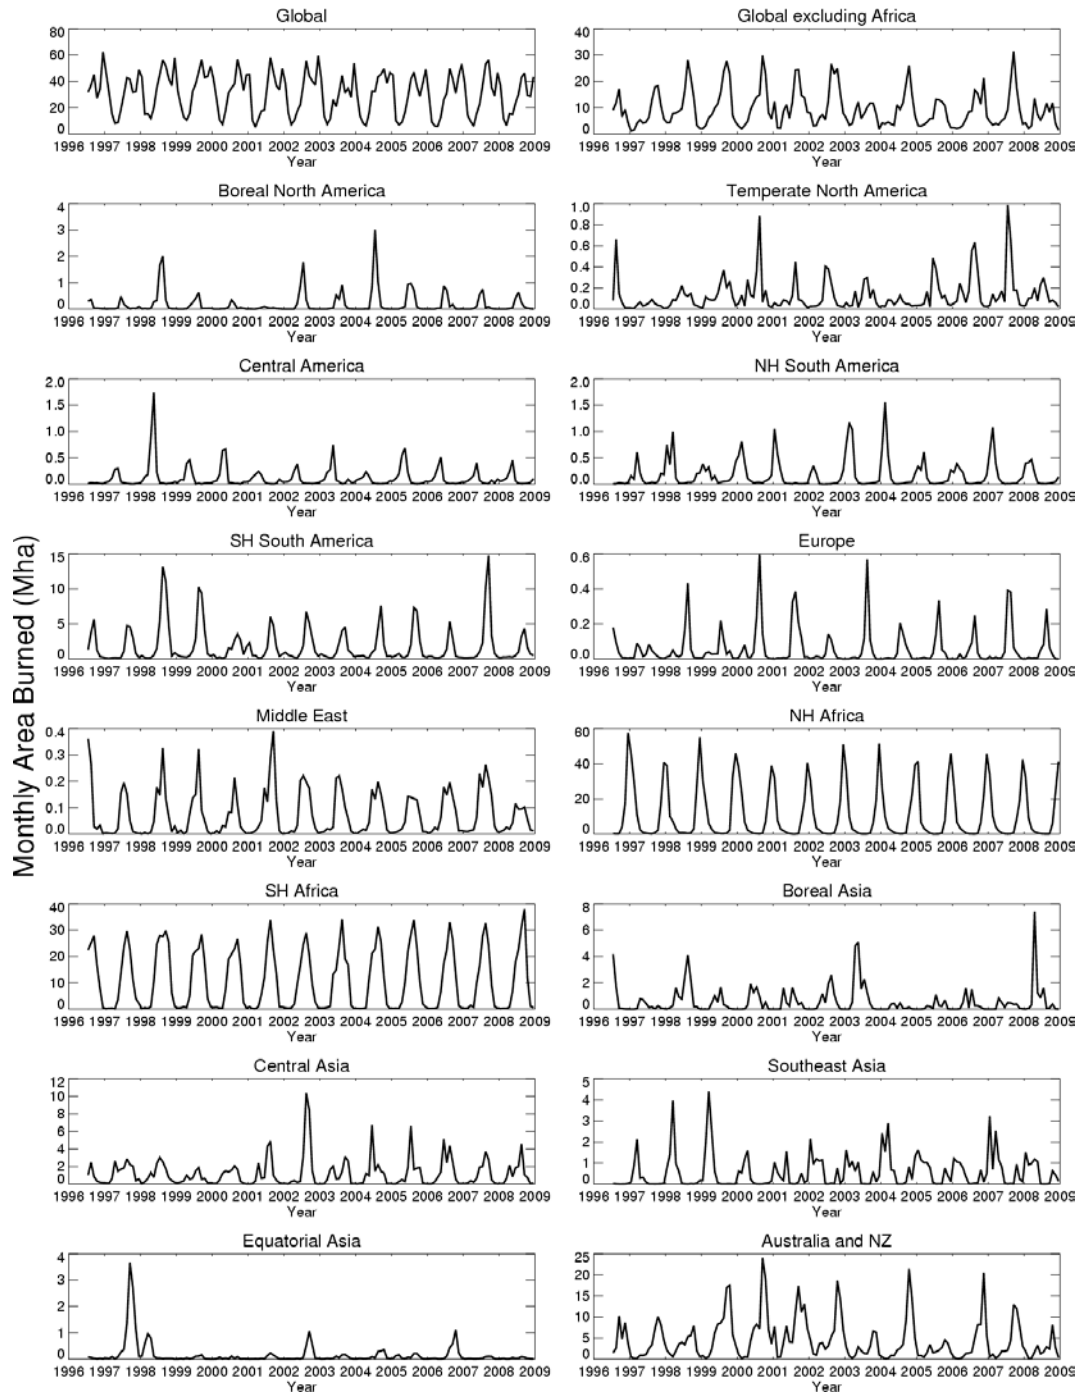 Monthly Area Burned (Mha)
Global
80
60
40
20
0
1996 1997 1998 1999 2000 2001 2002 2003 2004 2005 2006 2007 2008 2009
Year
Global excluding Africa
40
30
20
10
0
1996 1997 1998 1999 2000 2001 2002 2003 2004 2005 2006 2007 2008 2009
Year
Boreal North America
4
3
2
1
0
1996 1997 1998 1999 2000 2001 2002 2003 2004 2005 2006 2007 2008 2009
Year
Temperate North America
1.0
0.8
0.6
0.4
0.2
0.0
1996 1997 1998 1999 2000 2001 2002 2003 2004 2005 2006 2007 2008 2009
Year
Central America
2.0
1.5
1.0
0.5
0.0
1996 1997 1998 1999 2000 2001 2002 2003 2004 2005 2006 2007 2008 2009
Year
NH South America
2.0
1.5
1.0
0.5
0.0
1996 1997 1998 1999 2000 2001 2002 2003 2004 2005 2006 2007 2008 2009
Year
SH South America
15
10
5
0
1996 1997 1998 1999 2000 2001 2002 2003 2004 2005 2006 2007 2008 2009
Year
Europe
0.6
0.4
0.2
0.0
1996 1997 1998 1999 2000 2001 2002 2003 2004 2005 2006 2007 2008 2009
Year
Middle East
0.4
0.3
0.2
0.1
0.0
1996 1997 1998 1999 2000 2001 2002 2003 2004 2005 2006 2007 2008 2009
Year
NH Africa
60
40
20
0
1996 1997 1998 1999 2000 2001 2002 2003 2004 2005 2006 2007 2008 2009
Year
SH Africa
40
30
20
10
0
1996 1997 1998 1999 2000 2001 2002 2003 2004 2005 2006 2007 2008 2009
Year
Boreal Asia
8
6
4
2
0
1996 1997 1998 1999 2000 2001 2002 2003 2004 2005 2006 2007 2008 2009
Year
Central Asia
12
10
8
6
4
2
0
1996 1997 1998 1999 2000 2001 2002 2003 2004 2005 2006 2007 2008 2009
Year
Southeast Asia
5
4
3
2
1
0
1996 1997 1998 1999 2000 2001 2002 2003 2004 2005 2006 2007 2008 2009
Year
Equatorial Asia
4
3
2
1
0
1996 1997 1998 1999 2000 2001 2002 2003 2004 2005 2006 2007 2008 2009
Year
Australia and NZ
25
20
15
10
5
0
1996 1997 1998 1999 2000 2001 2002 2003 2004 2005 2006 2007 2008 2009
Year